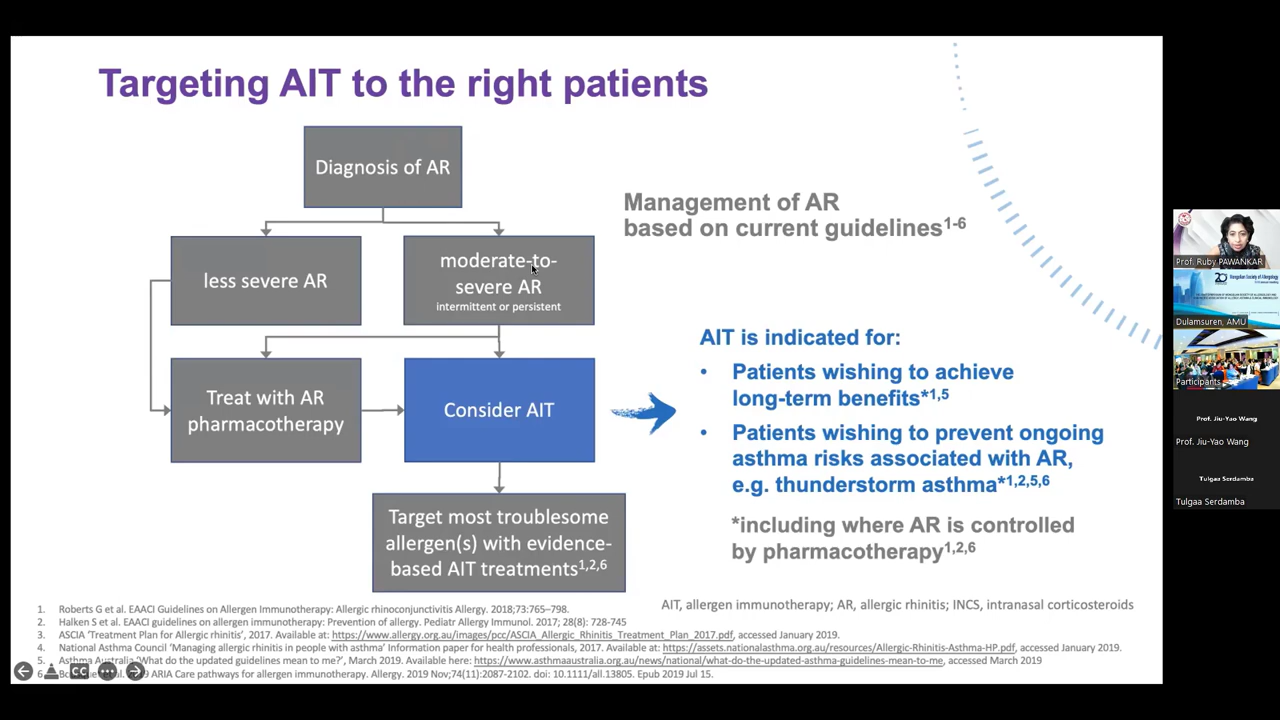 Targeting AIT to the right patients
Diagnosis of AR
less severe AR
moderate-to-
severe AR
intermittent or persistent
Treat with AR
pharmacotherapy
Consider AIT
Target most troublesome
allergen(s) with evidence-
based AIT treatments1,2,6
Management of AR
based on current guidelines1-6
AIT is indicated for:
• Patients wishing to achieve
long-term benefits*1,5
• Patients wishing to prevent ongoing
asthma risks associated with AR,
e.g. thunderstorm asthma*1,2,5,6
*including where AR is controlled
by pharmacotherapy1,2,6
AIT, allergen immunotherapy; AR, allergic rhinitis; INCS, intranasal corticosteroids
1. Roberts G et al. EAACI Guidelines on Allergen Immunotherapy: Allergic rhinoconjunctivitis Allergy. 2018;73:765–798.
2. Halken S et al. EAACI guidelines on allergen immunotherapy: Prevention of allergy. Pediatr Allergy Immunol. 2017; 28(8): 728-745
3. ASCIA 'Treatment Plan for Allergic rhinitis', 2017. Available at: https://www.allergy.org.au/images/pcc/ASCIA_Allergic_Rhinitis_Treatment_Plan_2017.pdf, accessed January 2019.
4. National Asthma Council 'Managing allergic rhinitis in people with asthma' Information paper for health professionals, 2017. Available at: https://assets.nationalasthma.org.au/resources/Allergic-Rhinitis-Asthma-HP.pdf, accessed January 2019.
5. Asthma Australia 'What do the updated guidelines mean to me?', March 2019. Available here: https://www.asthmaaustralia.org.au/news/national/what-do-the-updated-asthma-guidelines-mean-to-me, accessed March 2019
6 ARIA Care pathways for allergen immunotherapy. Allergy. 2019 Nov;74(11):2087-2102. doi: 10.1111/all.13805. Epub 2019 Jul 15.
CC
Prof. Ruby PAWANKAR
Dulamsuren, AMU
Participants
Prof. Jiu-Yao Wang
Prof. Jiu-Yao Wang
Tulgaa Serdamba
Tulgaa Serdamba